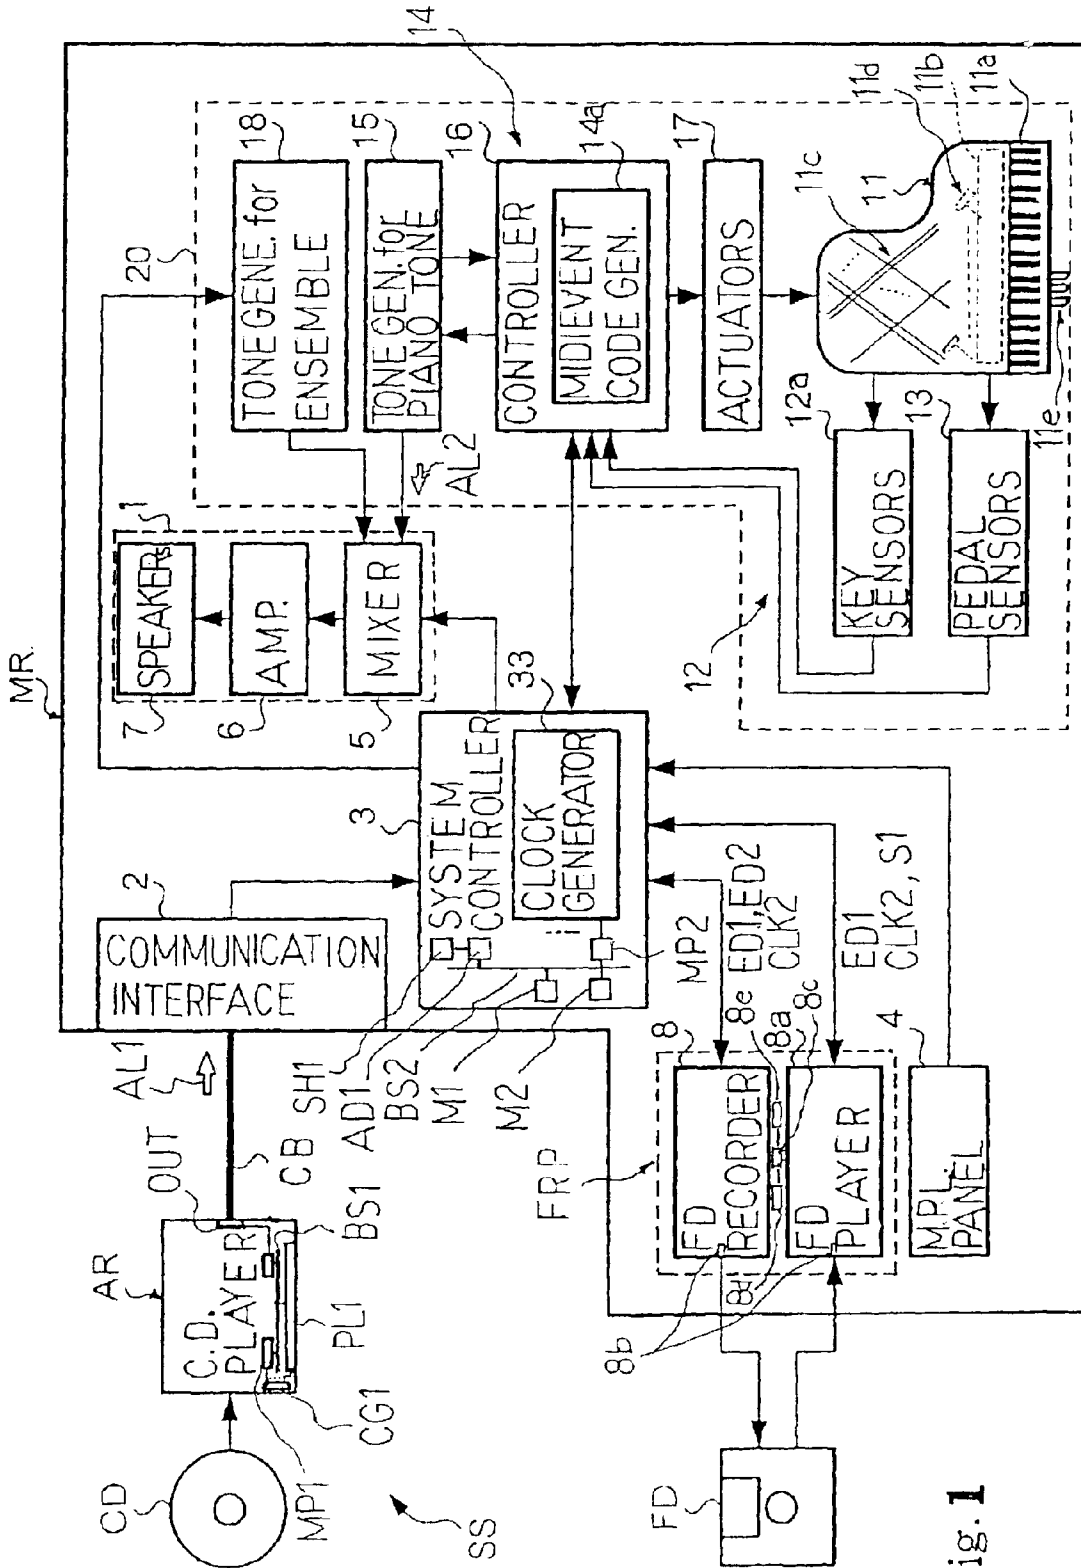 MR
20
18
TONEGENE. for
ENSEMBLE
15
TONE GEN. for
PIANO TONE
14
16
CONTROLLER
14a
MIDIEVENT
CODE GEN.
17
ACTUATORS
11c
11
11d
11b
11a
11e
1
7
SPEAKERs
6
AMP.
5
MIXER
AL2
12
12a
KEY
SENSORS
13
PEDAL
SENSORS
2
COMMUNICATION
INTERFACE
3
SYSTEM
CONTROLLER
33
CLOCK
GENERATOR
i
AL1
SH1
AD1
BS2
M1
M2
MP2
ED1,ED2
CLK2
ED1
CLK2,S1
AR
C.D.
PLAYER
OUT
CB
BS1
PL1
CG1
MP1
CD
SS
FRP
8
FD
RECORDER
8e
8a
8c
8d
8b
FD
PLAYER
4
MPL
PANEL
FD
ig. 1